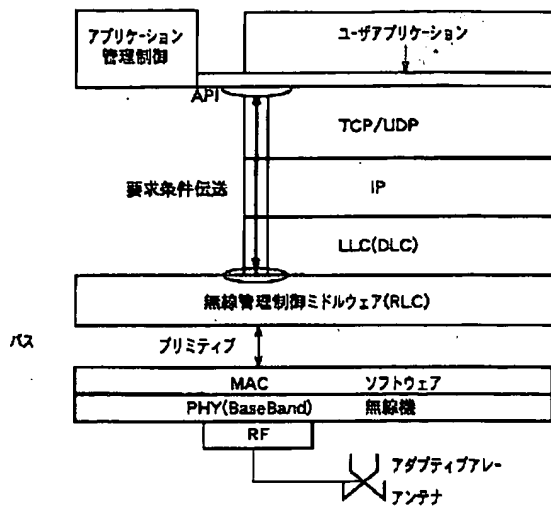 アプリケーション
管理制御
ユーザアプリケーション
API
TCP/UDP
要求条件伝送
IP
LLC(DLC)
無線管理制御ミドルウェア(RLC)
バス
プリミティブ
MAC ソフトウェア
PHY(BaseBand) 無線機
RF
アダプティブアレー
アンテナ